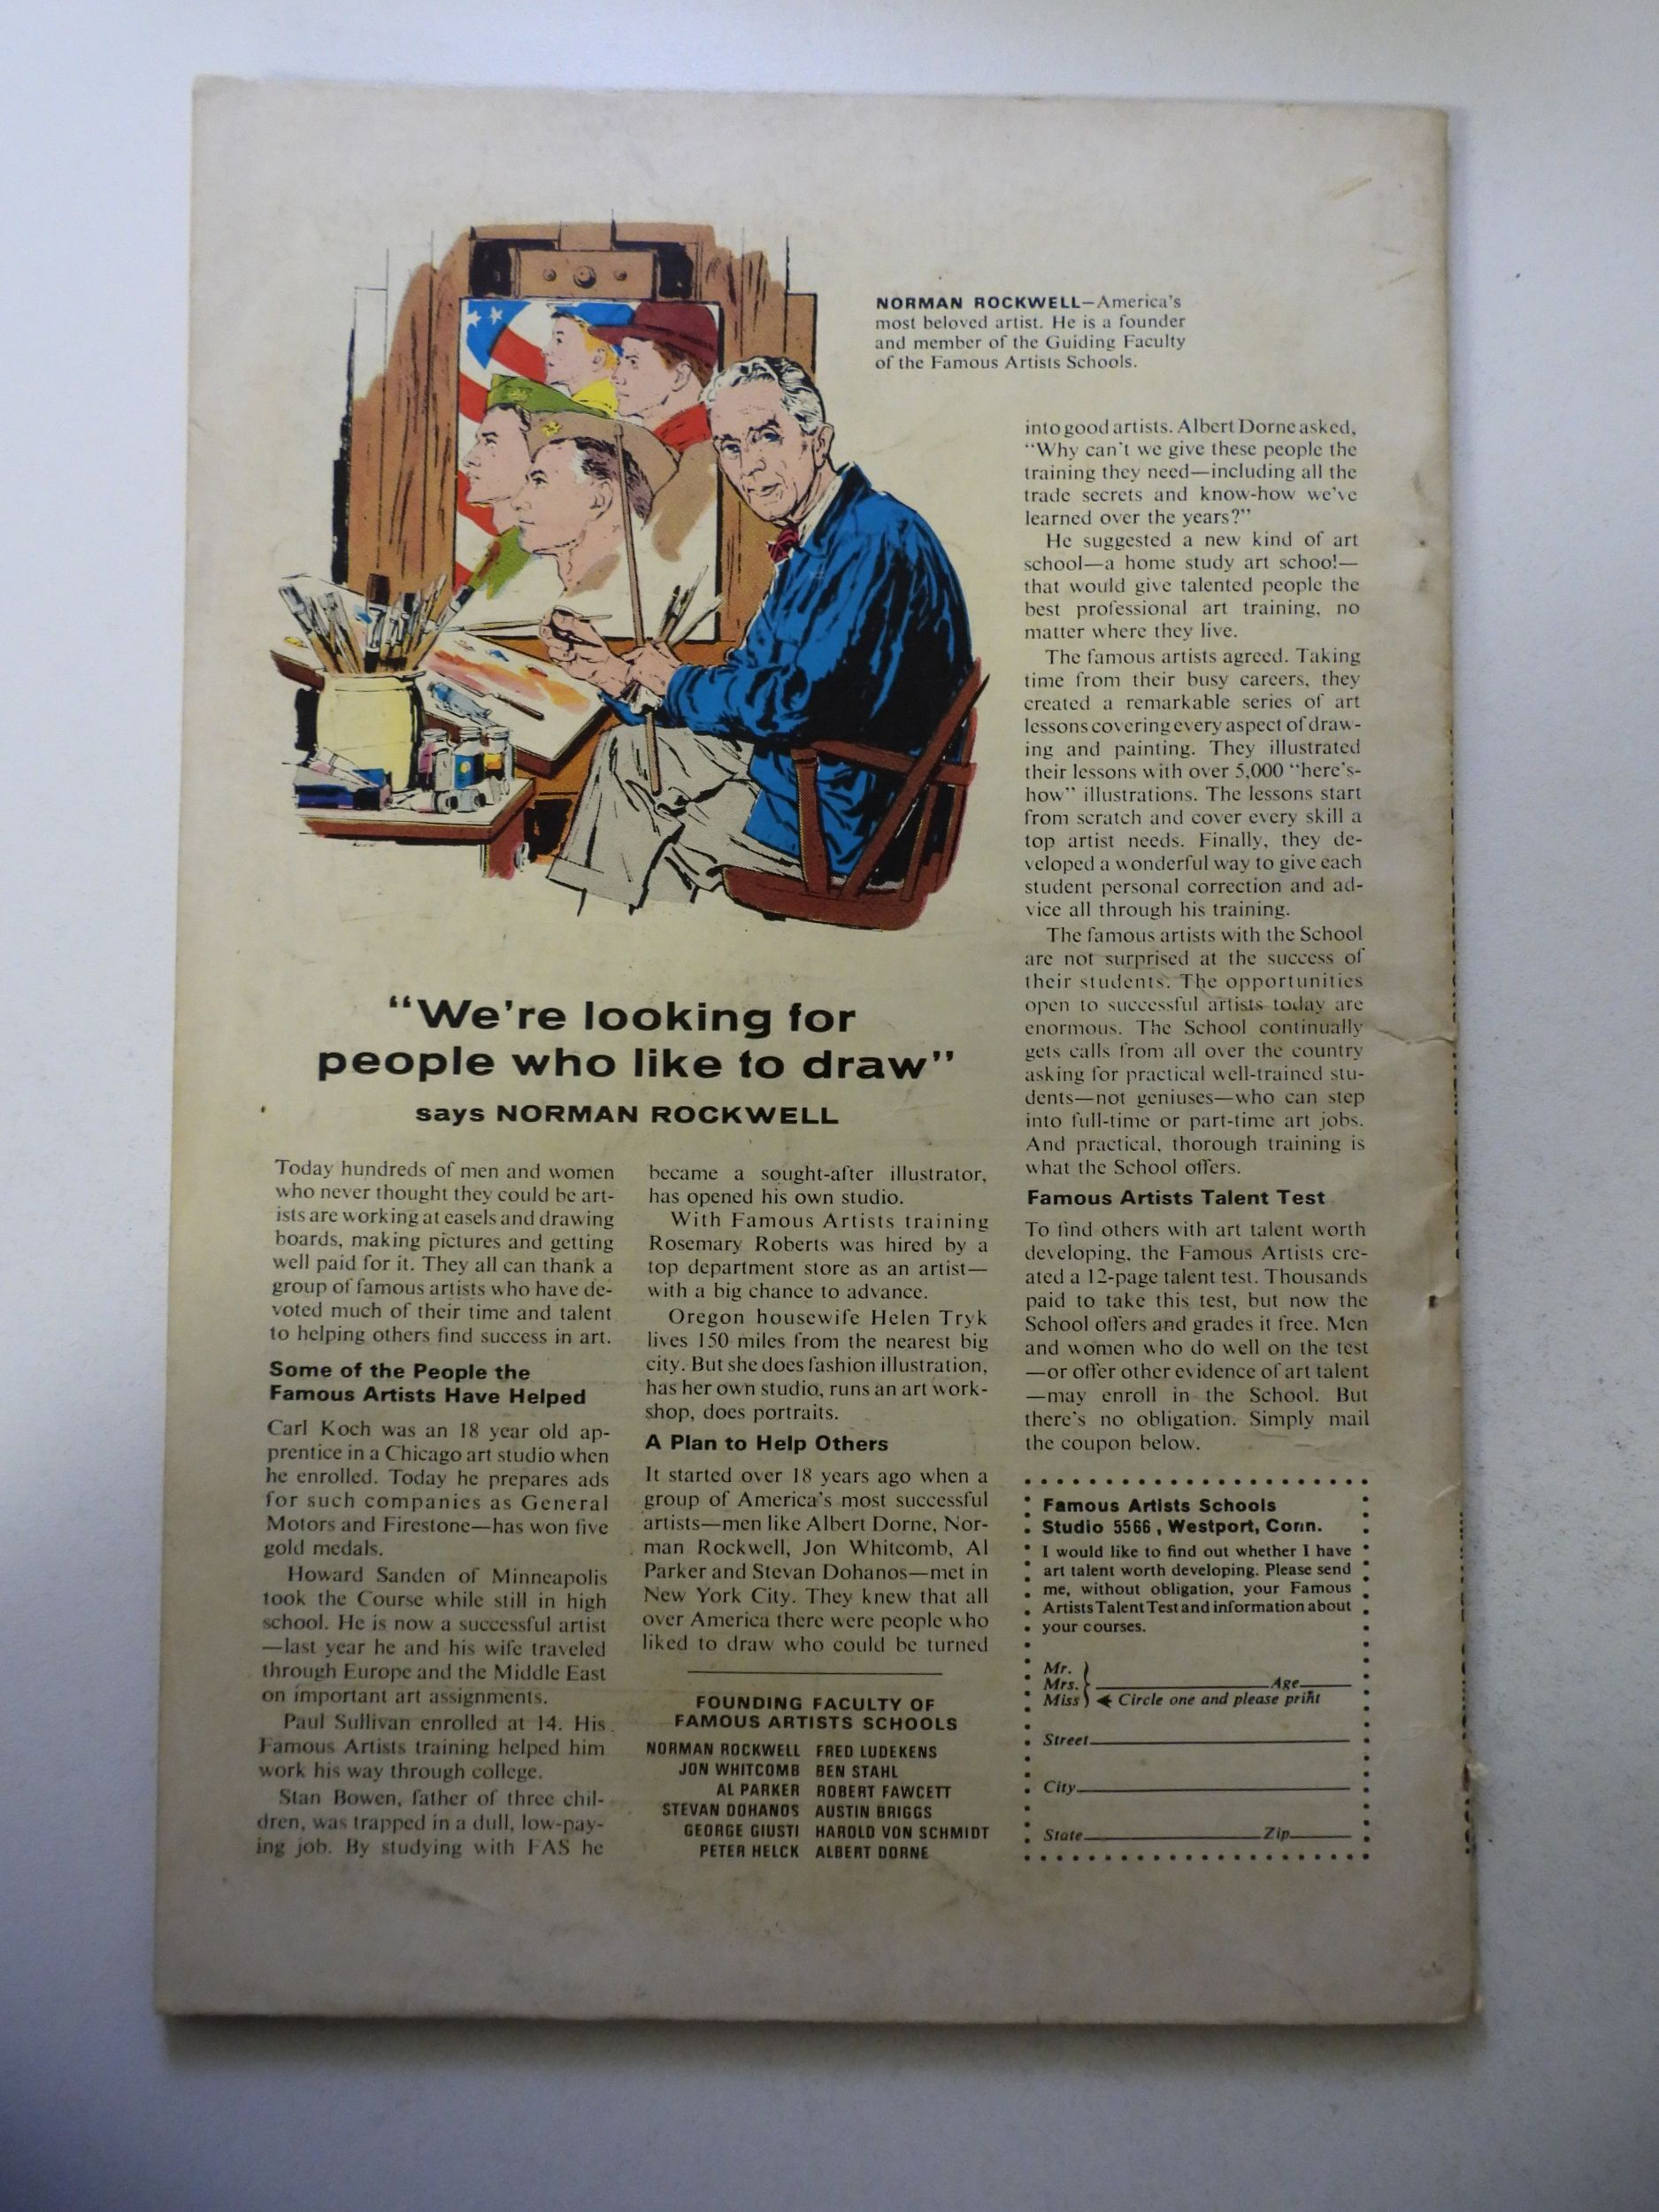 NORMAN ROCKWELL—America's
most beloved artist. He is a founder
and member of the Guiding Faculty
of the Famous Artists Schools.
"We're looking for
people who like to draw"
says NORMAN ROCKWELL
Today hundreds of men and women
who never thought they could be art-
ists are working at easels and drawing
boards, making pictures and getting
well paid for it. They all can thank a
group of famous artists who have de-
voted much of their time and talent
to helping others find success in art.
Some of the People the
Famous Artists Have Helped
Carl Koch was an 18 year old ap-
prentice in a Chicago art studio when
he enrolled. Today he prepares ads
for such companies as General
Motors and Firestone—has won five
gold medals.
Howard Sanden of Minneapolis
took the Course while still in high
school. He is now a successful artist
—last year he and his wife traveled
through Europe and the Middle East
on important art assignments.
Paul Sullivan enrolled at 14. His
Famous Artists training helped him
work his way through college.
Stan Bowen, father of three chil-
dren, was trapped in a dull, low-pay-
ing job. By studying with FAS he
became a sought-after illustrator,
has opened his own studio.
With Famous Artists training
Rosemary Roberts was hired by a
top department store as an artist—
with a big chance to advance.
Oregon housewife Helen Tryk
lives 150 miles from the nearest big
city. But she does fashion illustration,
has her own studio, runs an art work-
shop, does portraits.
A Plan to Help Others
It started over 18 years ago when a
group of America's most successful
artists—men like Albert Dorne, Nor-
man Rockwell, Jon Whitcomb, Al
Parker and Stevan Dohanos—met in
New York City. They knew that all
over America there were people who
liked to draw who could be turned
into good artists. Albert Dorne asked,
"Why can't we give these people the
training they need—including all the
trade secrets and know-how we've
learned over the years?"
He suggested a new kind of art
school—a home study art school—
that would give talented people the
best professional art training, no
matter where they live.
The famous artists agreed. Taking
time from their busy careers, they
created a remarkable series of art
lessons covering every aspect of draw-
ing and painting. They illustrated
their lessons with over 5,000 "here's-
how" illustrations. The lessons start
from scratch and cover every skill a
top artist needs. Finally, they de-
veloped a wonderful way to give each
student personal correction and ad-
vice all through his training.
The famous artists with the School
are not surprised at the success of
their students. The opportunities
open to successful artists today are
enormous. The School continually
gets calls from all over the country
asking for practical well-trained stu-
dents—not geniuses—who can step
into full-time or part-time art jobs.
And practical, thorough training is
what the School offers.
Famous Artists Talent Test
To find others with art talent worth
developing, the Famous Artists cre-
ated a 12-page talent test. Thousands
paid to take this test, but now the
School offers and grades it free. Men
and women who do well on the test
—or offer other evidence of art talent
—may enroll in the School. But
there's no obligation. Simply mail
the coupon below.
FOUNDING FACULTY OF
FAMOUS ARTISTS SCHOOLS
NORMAN ROCKWELL FRED LUDEKENS
JON WHITCOMB BEN STAHL
AL PARKER ROBERT FAWCETT
STEVAN DOHANOS AUSTIN BRIGGS
GEORGE GIUSTI HAROLD VON SCHMIDT
PETER HELCK ALBERT DORNE
Famous Artists Schools
Studio 5566, Westport, Conn.
I would like to find out whether I have
art talent worth developing. Please send
me, without obligation, your Famous
Artists Talent Test and information about
your courses.
Mr.
Mrs. Age
Miss Circle one and please print
Street
City
State Zip